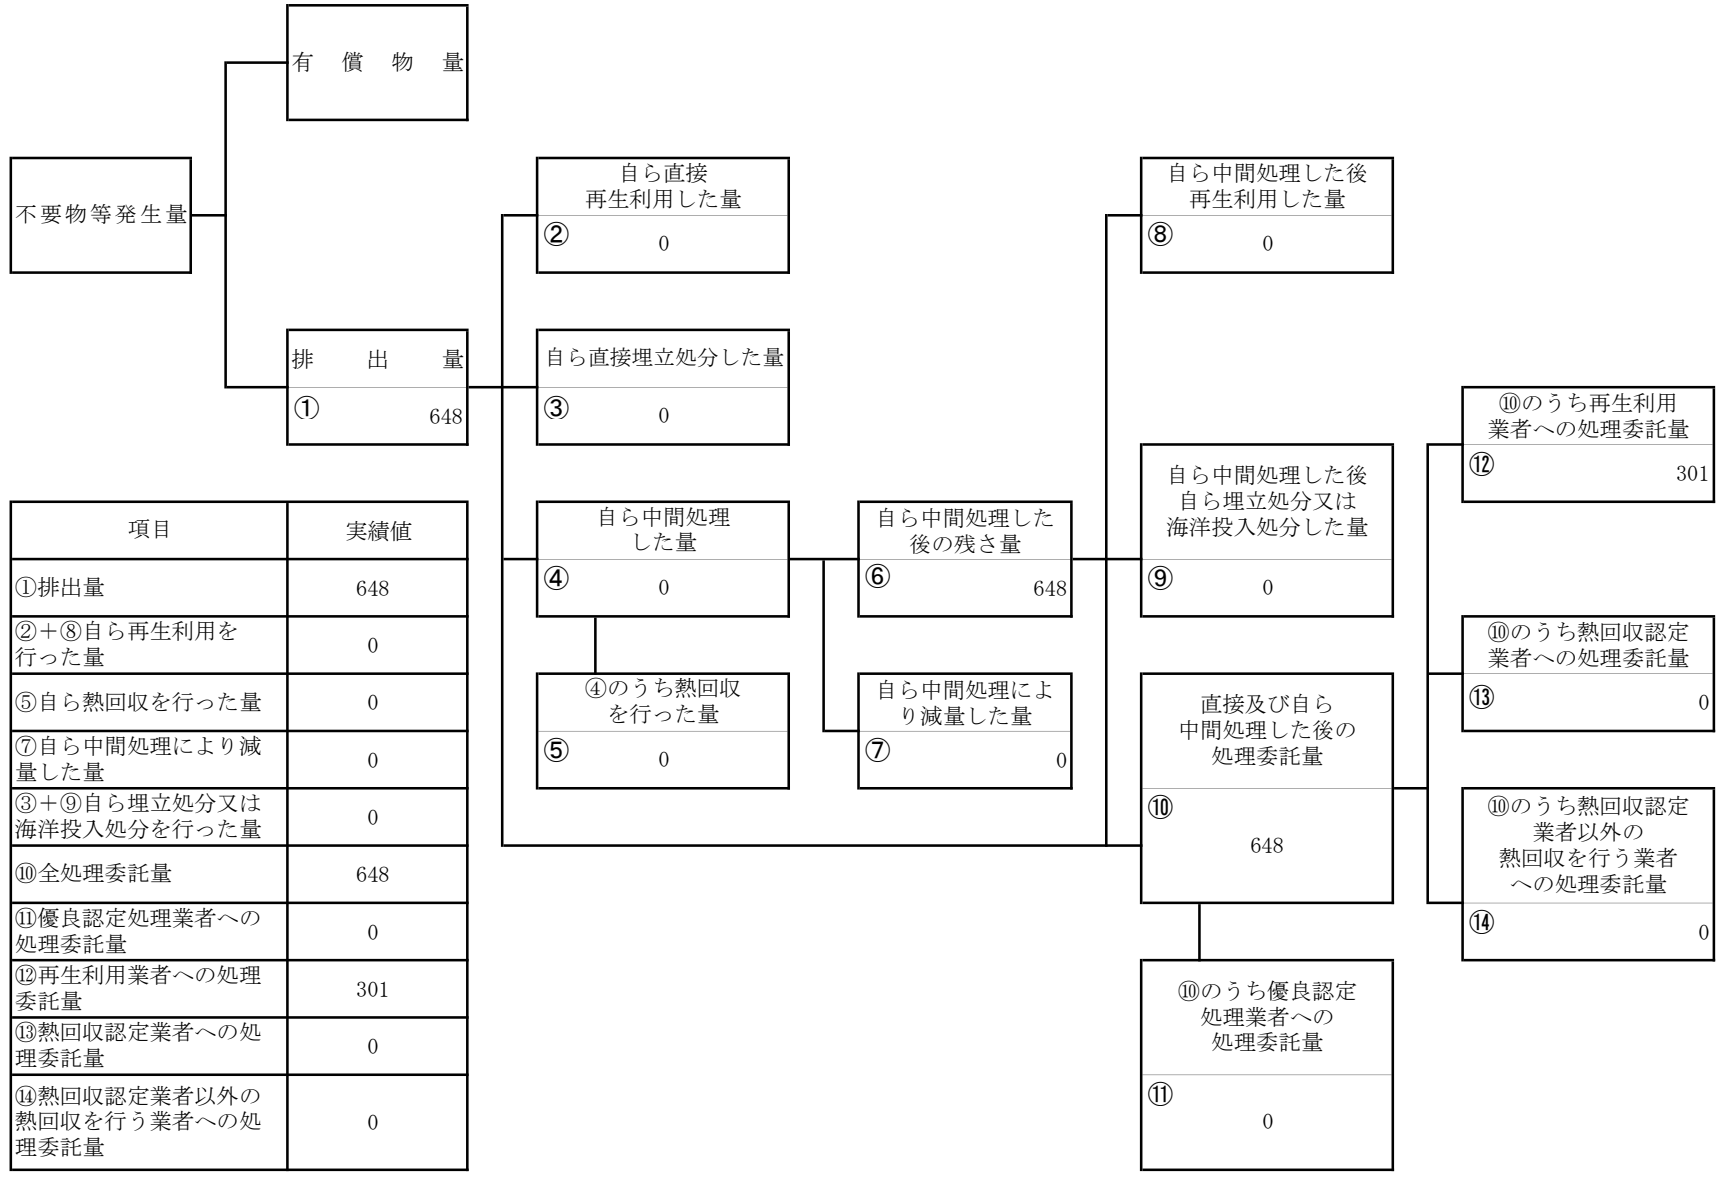 有償物量
不要物等発生量
排出量
①
648
自ら直接
再生利用した量
②
0
自ら直接埋立処分した量
③
0
自ら中間処理
した量
④
0
④のうち熱回収
を行った量
⑤
0
自ら中間処理した
後の残さ量
⑥
648
自ら中間処理によ
り減量した量
⑦
0
自ら中間処理した後
再生利用した量
⑧
0
自ら中間処理した後
自ら埋立処分又は
海洋投入処分した量
⑨
0
直接及び自ら
中間処理した後の
処理委託量
⑩
648
⑩のうち優良認定
処理業者への
処理委託量
⑪
0
⑩のうち再生利用
業者への処理委託量
⑫
301
⑩のうち熱回収認定
業者への処理委託量
⑬
0
⑩のうち熱回収認定
業者以外の
熱回収を行う業者
への処理委託量
⑭
0
項目
実績値
①排出量
648
②＋⑧自ら再生利用を
行った量
0
⑤自ら熱回収を行った量
0
⑦自ら中間処理により減
量した量
0
③＋⑨自ら埋立処分又は
海洋投入処分を行った量
0
⑩全処理委託量
648
⑪優良認定処理業者への
処理委託量
0
⑫再生利用業者への処理
委託量
301
⑬熱回収認定業者への処
理委託量
0
⑭熱回収認定業者以外の
熱回収を行う業者への処
理委託量
0